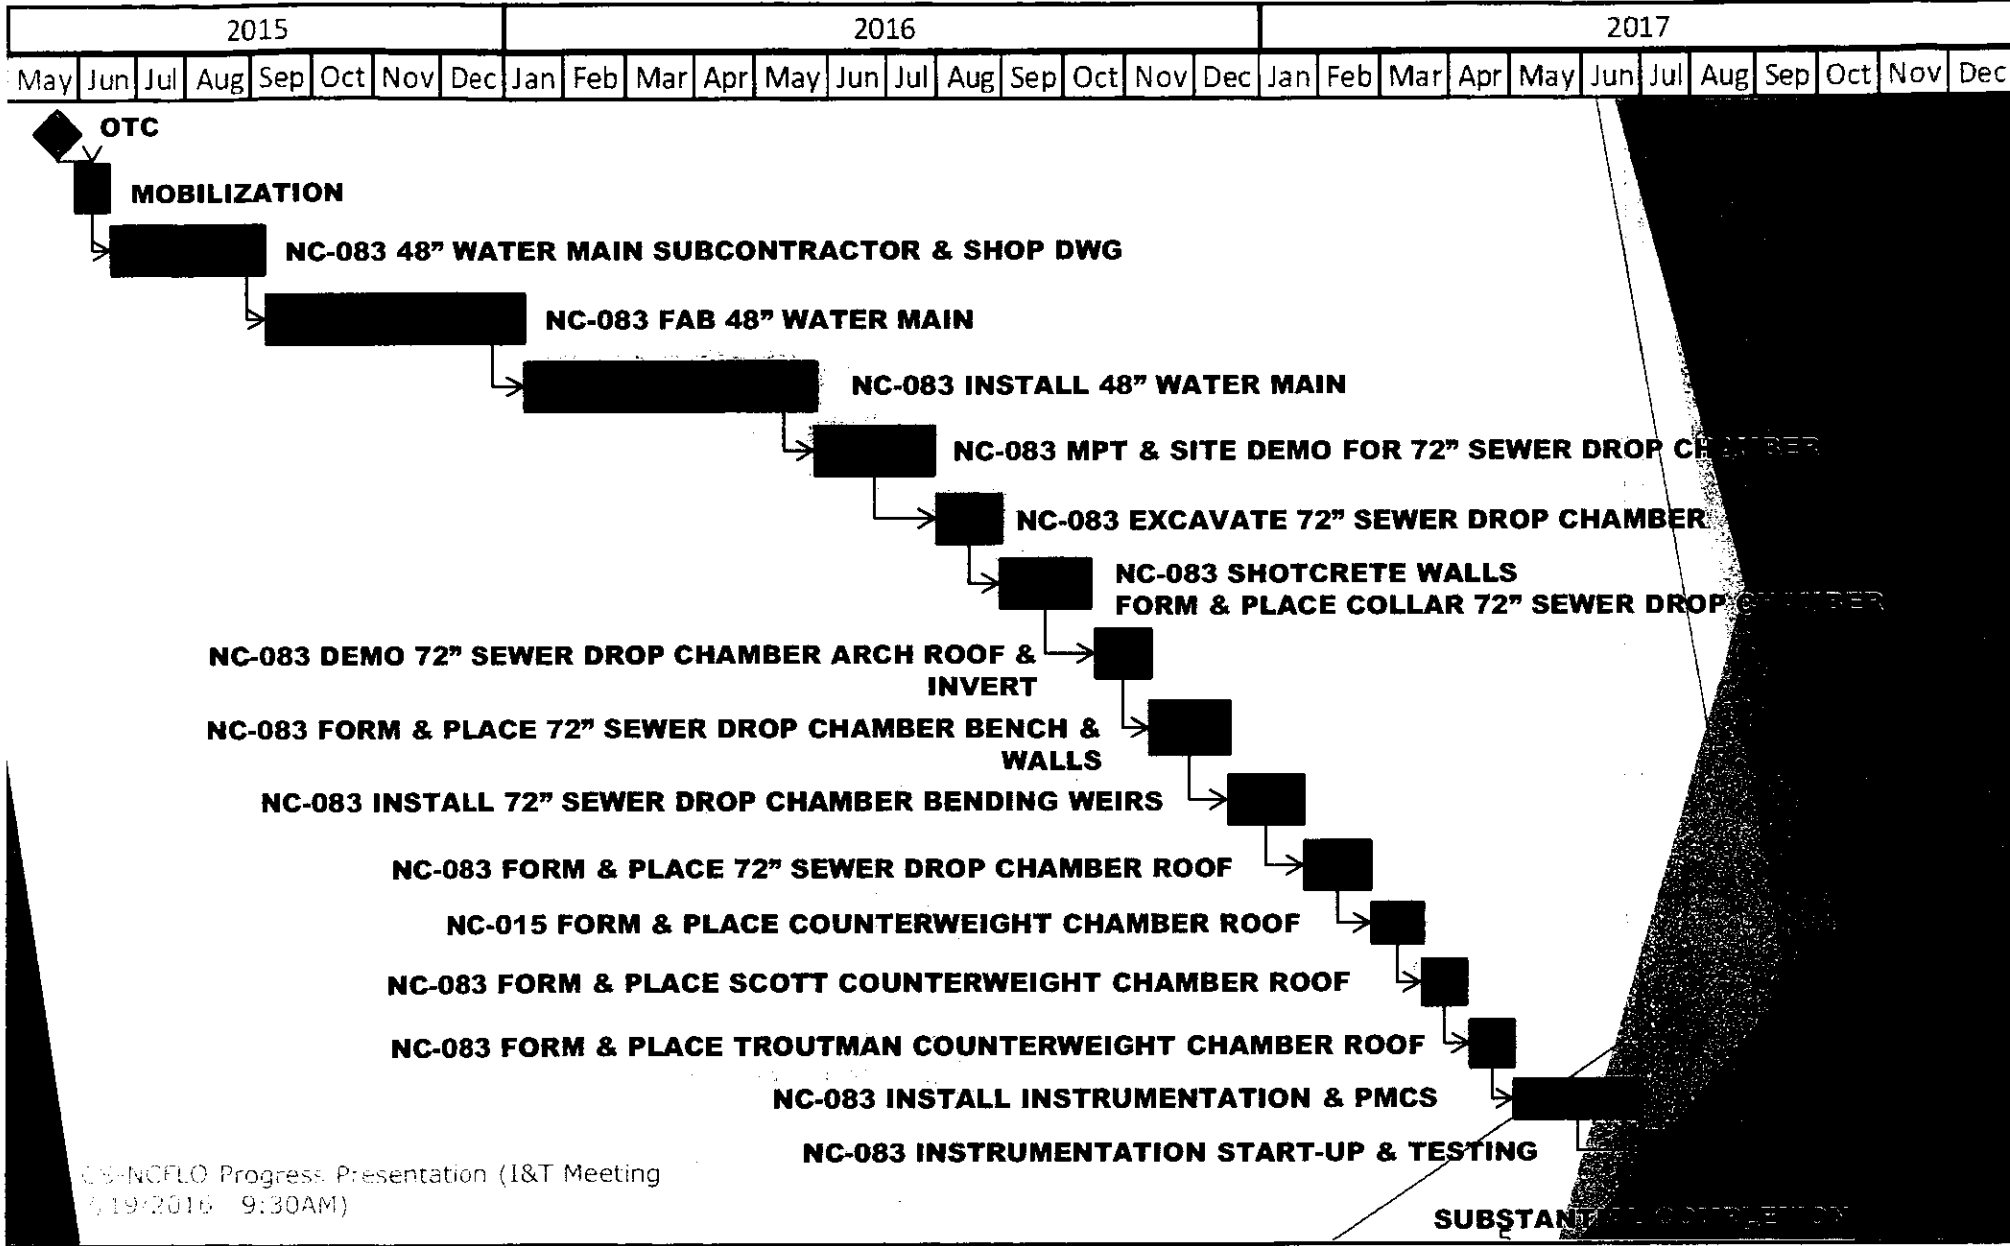 2015 2016 2017
May Jun Jul Aug Sep Oct Nov Dec Jan Feb Mar Apr May Jun Jul Aug Sep Oct Nov Dec Jan Feb Mar Apr May Jun Jul Aug Sep Oct Nov Dec
OTC
MOBILIZATION
NC-083 48" WATER MAIN SUBCONTRACTOR & SHOP DWG
NC-083 FAB 48" WATER MAIN
NC-083 INSTALL 48" WATER MAIN
NC-083 MPT & SITE DEMO FOR 72" SEWER DROP CHAMBER
NC-083 EXCAVATE 72" SEWER DROP CHAMBER
NC-083 SHOTCRETE WALLS
FORM & PLACE COLLAR 72" SEWER DROP CHAMBER
NC-083 DEMO 72" SEWER DROP CHAMBER ARCH ROOF &
INVERT
NC-083 FORM & PLACE 72" SEWER DROP CHAMBER BENCH &
WALLS
NC-083 INSTALL 72" SEWER DROP CHAMBER BENDING WEIRS
NC-083 FORM & PLACE 72" SEWER DROP CHAMBER ROOF
NC-015 FORM & PLACE COUNTERWEIGHT CHAMBER ROOF
NC-083 FORM & PLACE SCOTT COUNTERWEIGHT CHAMBER ROOF
NC-083 FORM & PLACE TROUTMAN COUNTERWEIGHT CHAMBER ROOF
NC-083 INSTALL INSTRUMENTATION & PMCS
NC-083 INSTRUMENTATION START-UP & TESTING
Progress Presentation (I&T Meeting
9:30AM)
SUBSTANTIAL COMPLETION